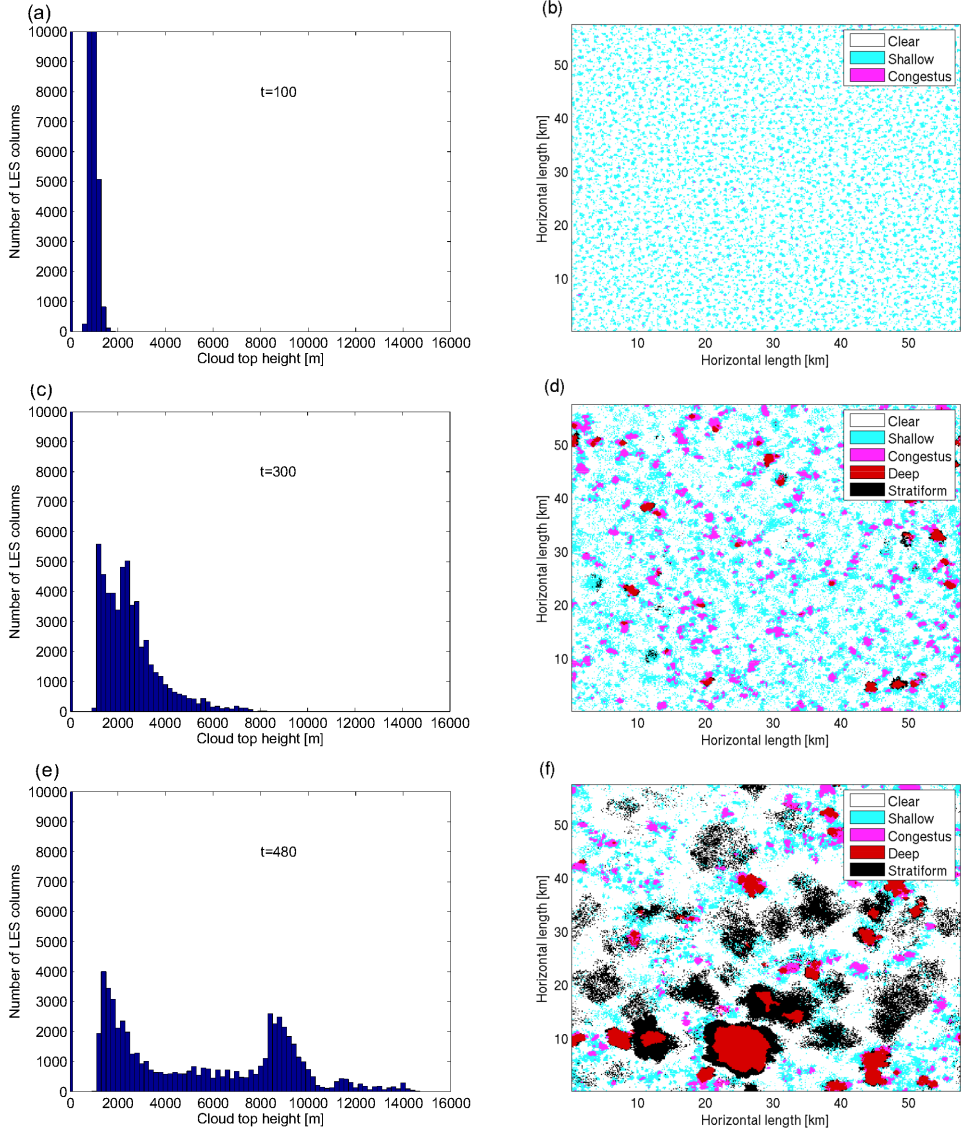 (a)
10000
9000
8000
7000
6000
5000
4000
3000
2000
1000
0
Number of LES columns
t=100
0 2000 4000 6000 8000 10000 12000 14000 16000
Cloud top height [m]
(b)
50
40
30
20
10
Horizontal length [km]
Clear
Shallow
Congestus
10 20 30 40 50
Horizontal length [km]
(c)
10000
9000
8000
7000
6000
5000
4000
3000
2000
1000
0
Number of LES columns
t=300
0 2000 4000 6000 8000 10000 12000 14000 16000
Cloud top height [m]
(d)
50
40
30
20
10
Horizontal length [km]
Clear
Shallow
Congestus
Deep
Stratiform
10 20 30 40 50
Horizontal length [km]
(e)
10000
9000
8000
7000
6000
5000
4000
3000
2000
1000
0
Number of LES columns
t=480
0 2000 4000 6000 8000 10000 12000 14000 16000
Cloud top height [m]
(f)
50
40
30
20
10
Horizontal length [km]
Clear
Shallow
Congestus
Deep
Stratiform
10 20 30 40 50
Horizontal length [km]